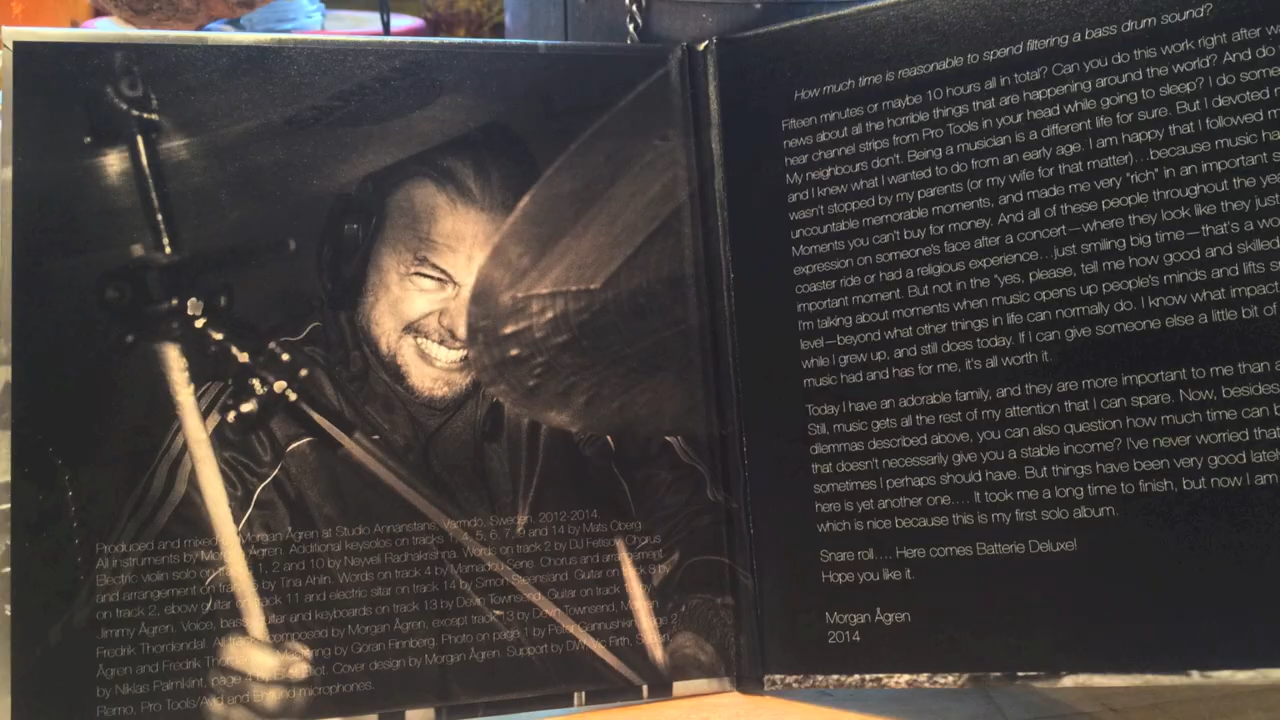 Produced and mixed Morgan Ågren at Studio Annanstans, Värmdö, Sweden, 2012-2014.
All instruments by Ågren. Additional keysolos on tracks 4, 5, 6, 7, and 14 by Mats Öberg.
Electric violin solo on 1, 2 and 10 by Neyveli Radhakrishna. Words on track 2 by DJ Chorus
and arrangement on by Tina Ahlin. Words on track 4 by Mamadou Sene. Chorus and arrangement
on track 2, ebow guitar on track 11 and electric sitar on track 14 by Simon Steensland. Guitar on 8 by
Jimmy Ågren. Voice, bass, guitar and keyboards on track 13 by Devin Townsend. Guitar on by
Fredrik Thordendal. All composed by Morgan Ågren, except track 13 by Devin Townsend, Morgan
Ågren and Fredrik by Göran Finnberg. Photo on page 1 by Peter page 2
by Niklas Palmklint, page 4 by Cover design by Morgan Ågren. Support by DW, Vic Firth,
Remo, Pro Tools/Avid and microphones.
How much time is reasonable to spend filtering a bass drum sound?
Fifteen minutes or maybe 10 hours all in total? Can you do this work right after w
news about all the horrible things that are happening around the world? And do
hear channel strips from Pro Tools in your head while going to sleep? I do some
My neighbours don't. Being a musician is a different life for sure. But I devoted m
and I knew what I wanted to do from an early age. I am happy that I followed m
wasn't stopped by my parents (or my wife for that matter)…because music ha
uncountable memorable moments, and made me very "rich" in an important s
Moments you can't buy for money. And all of these people throughout the yea
expression on someone's face after a concert—where they look like they just
coaster ride or had a religious experience…just smiling big time—that's a wo
important moment. But not in the "yes, please, tell me how good and skilled
I'm talking about moments when music opens up people's minds and lifts s
level—beyond what other things in life can normally do. I know what impact
while I grew up, and still does today. If I can give someone else a little bit of
music had and has for me, it's all worth it.
Today I have an adorable family, and they are more important to me than a
Still, music gets all the rest of my attention that I can spare. Now, besides
dilemmas described above, you can also question how much time can b
that doesn't necessarily give you a stable income? I've never worried that
sometimes I perhaps should have. But things have been very good lately
here is yet another one…. It took me a long time to finish, but now I am
which is nice because this is my first solo album.
Snare roll…. Here comes Batterie Deluxe!
Hope you like it.
Morgan Ågren
2014